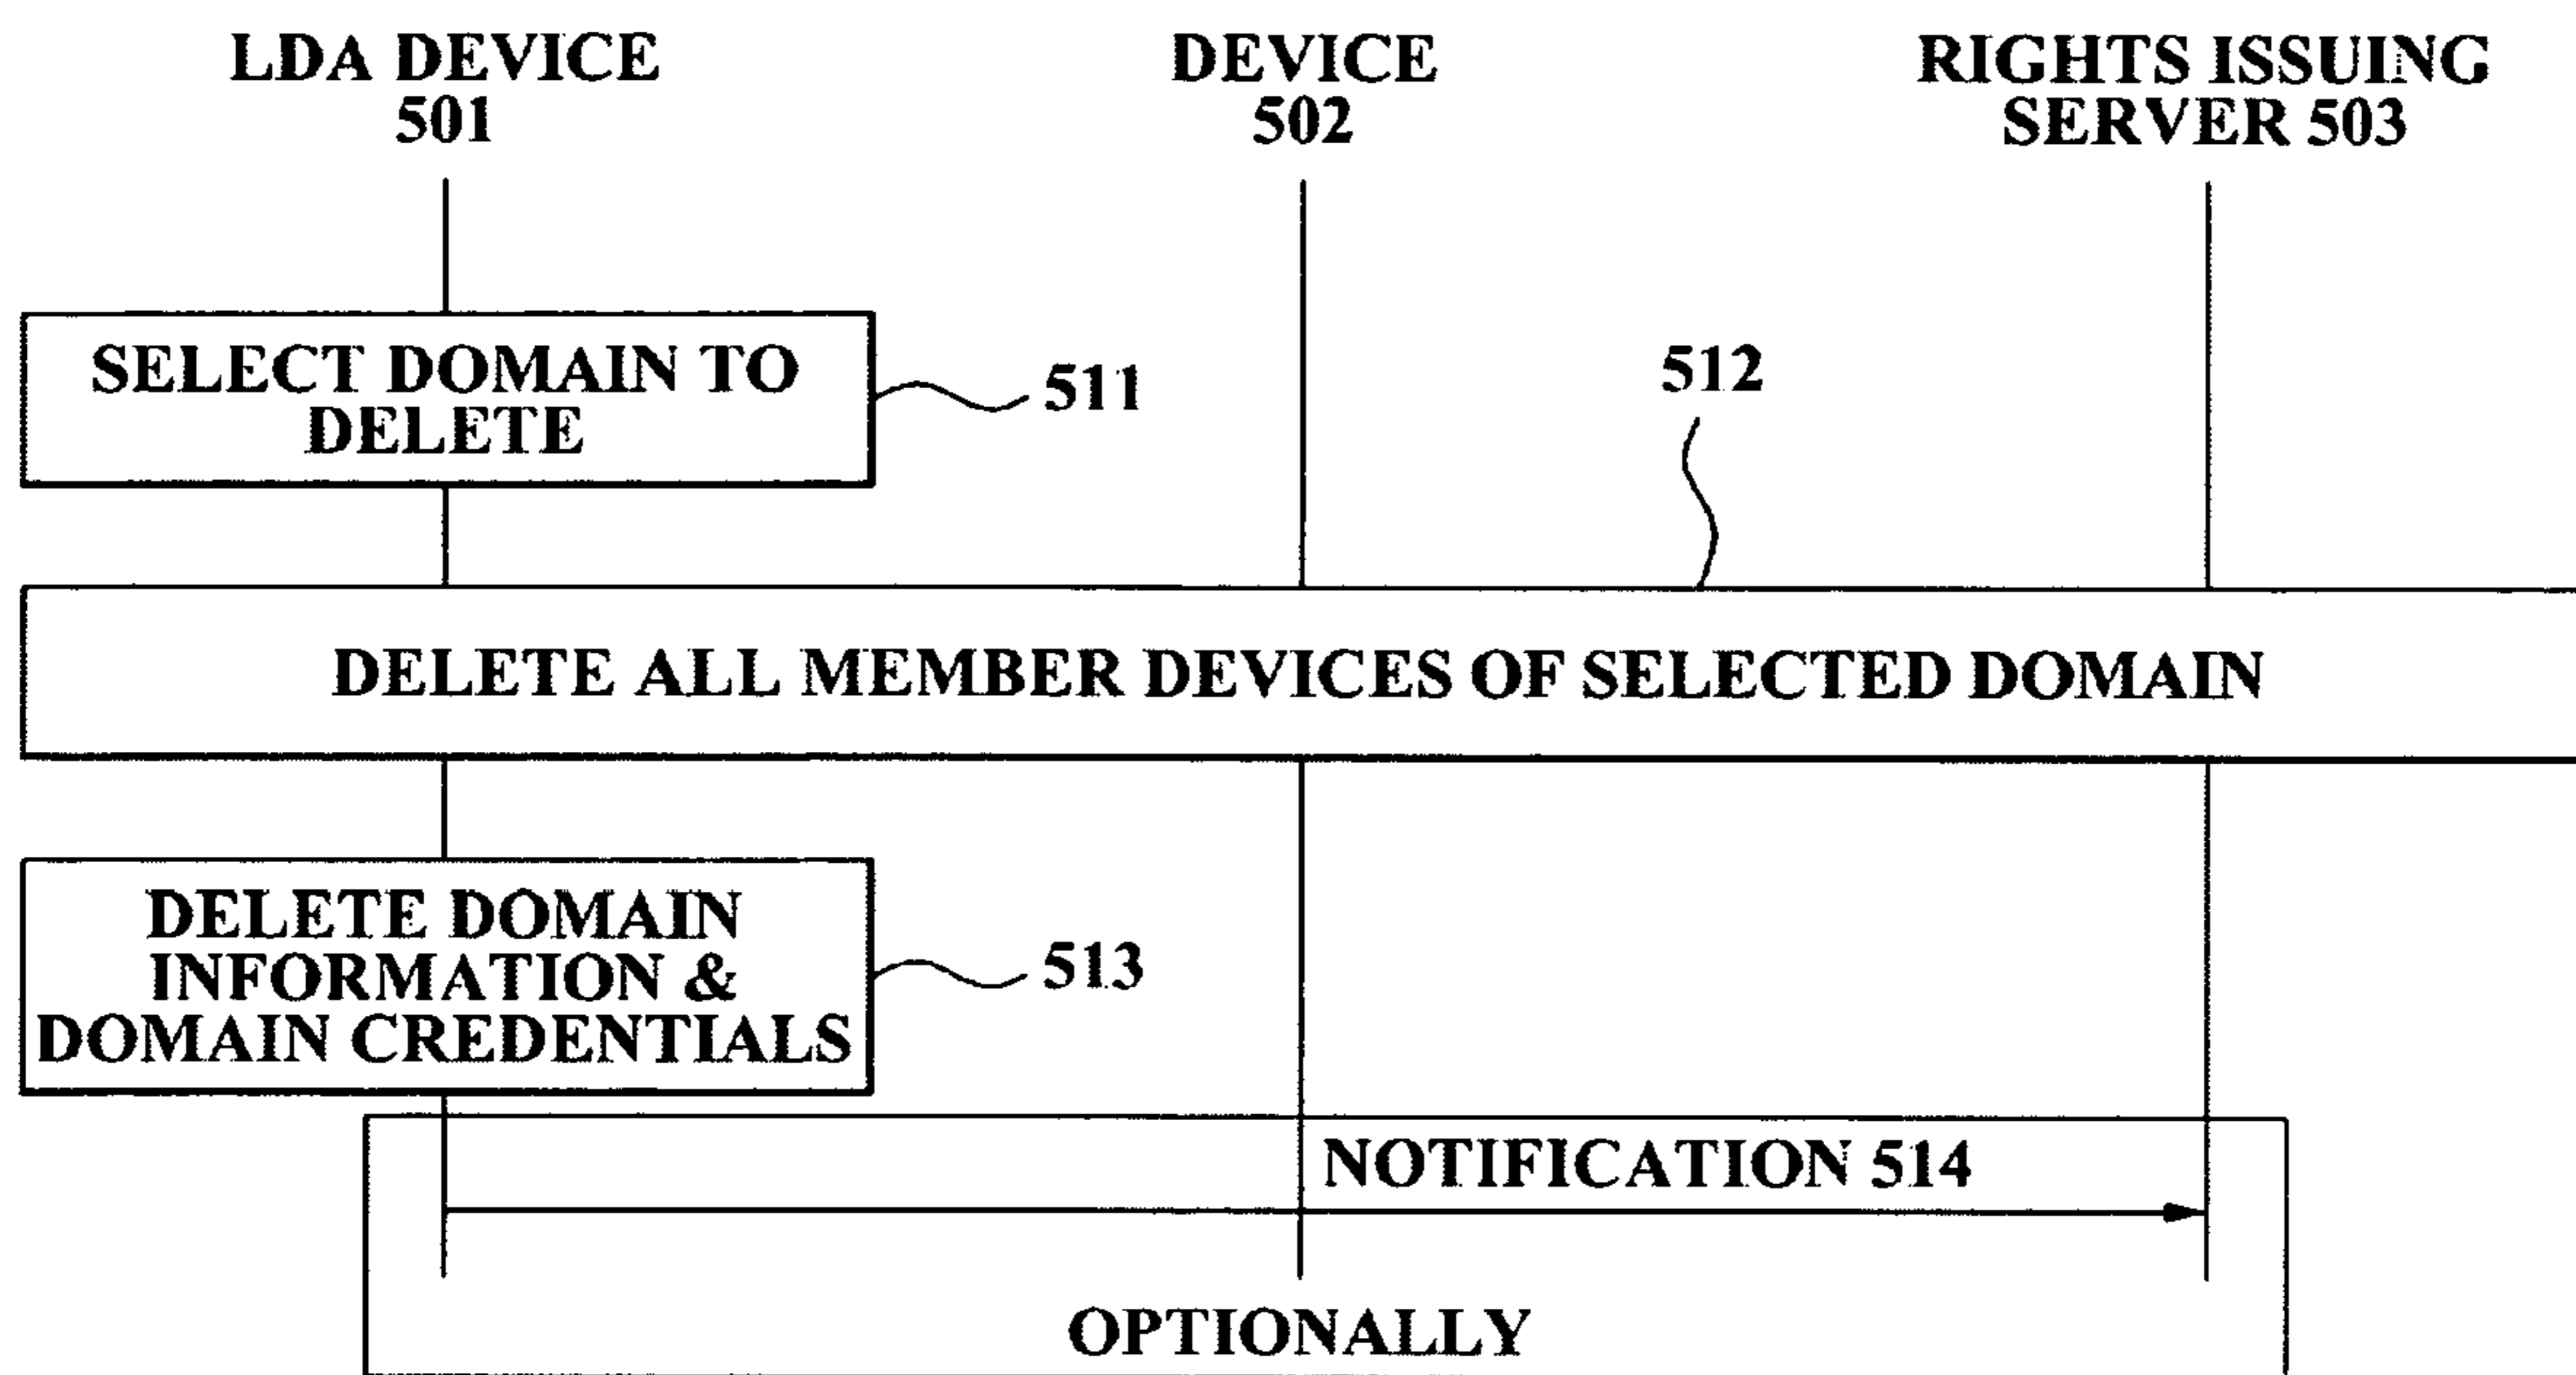 LDA DEVICE
501
DEVICE
502
RIGHTS ISSUING
SERVER 503
SELECT DOMAIN TO
DELETE
511
512
DELETE ALL MEMBER DEVICES OF SELECTED DOMAIN
DELETE DOMAIN
INFORMATION &
DOMAIN CREDENTIALS
513
NOTIFICATION 514
OPTIONALLY